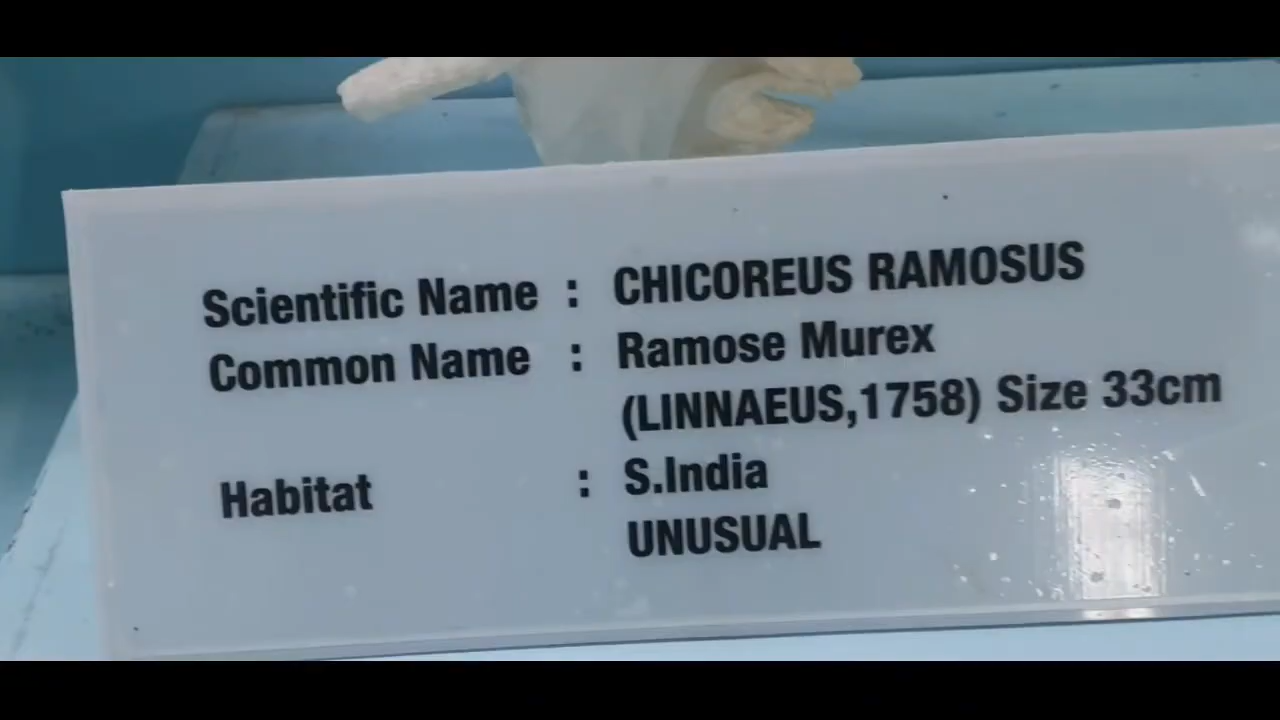 Scientific Name : CHICOREUS RAMOSUS
Common Name : Ramose Murex
(LINNAEUS,1758) Size 33cm
Habitat : S.India
UNUSUAL